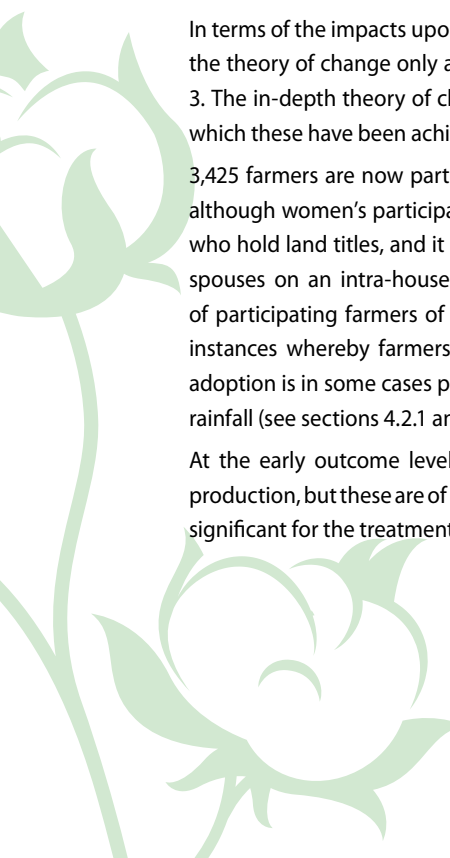 In terms of the impacts upo
the theory of change only a
3. The in-depth theory of cl
which these have been achi
3,425 farmers are now part
although women's participa
who hold land titles, and it
spouses on an intra-house
of participating farmers of
instances whereby farmers
adoption is in some cases p
rainfall (see sections 4.2.1 ar
At the early outcome level
production, but these are of
significant for the treatment